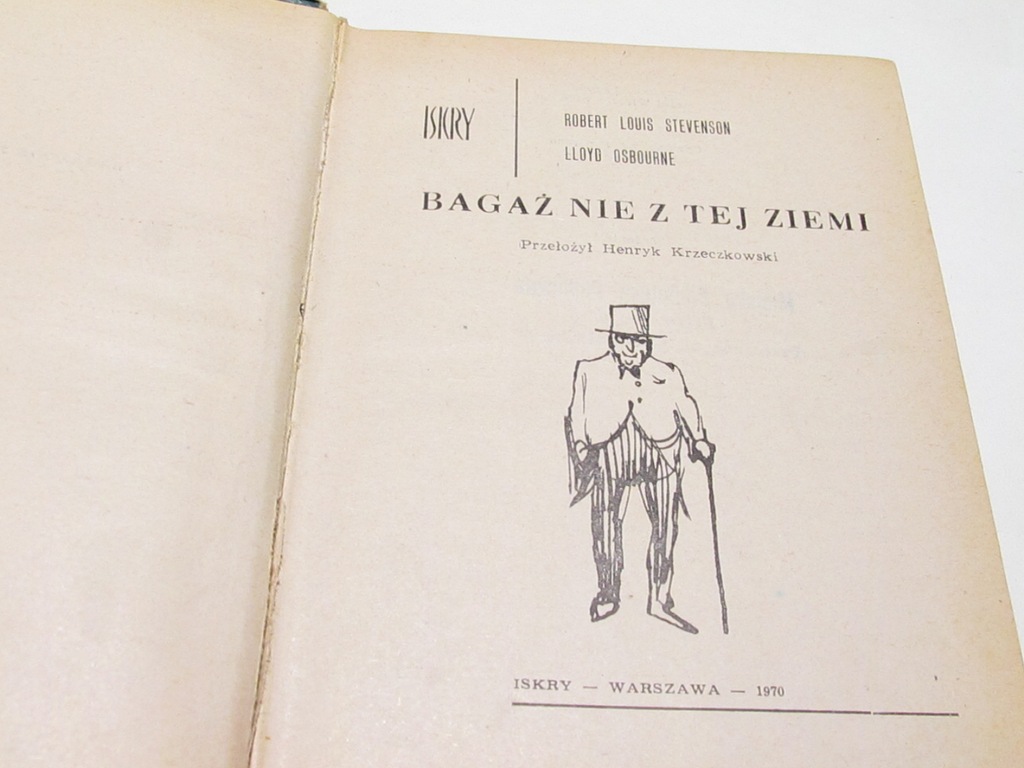 ISKRY
ROBERT LOUIS STEVENSON
LLOYD OSBOURNE
BAGAŻ NIE Z TEJ ZIEMI
Przełożył Henryk Krzeczkowski
ISKRY — WARSZAWA — 1970